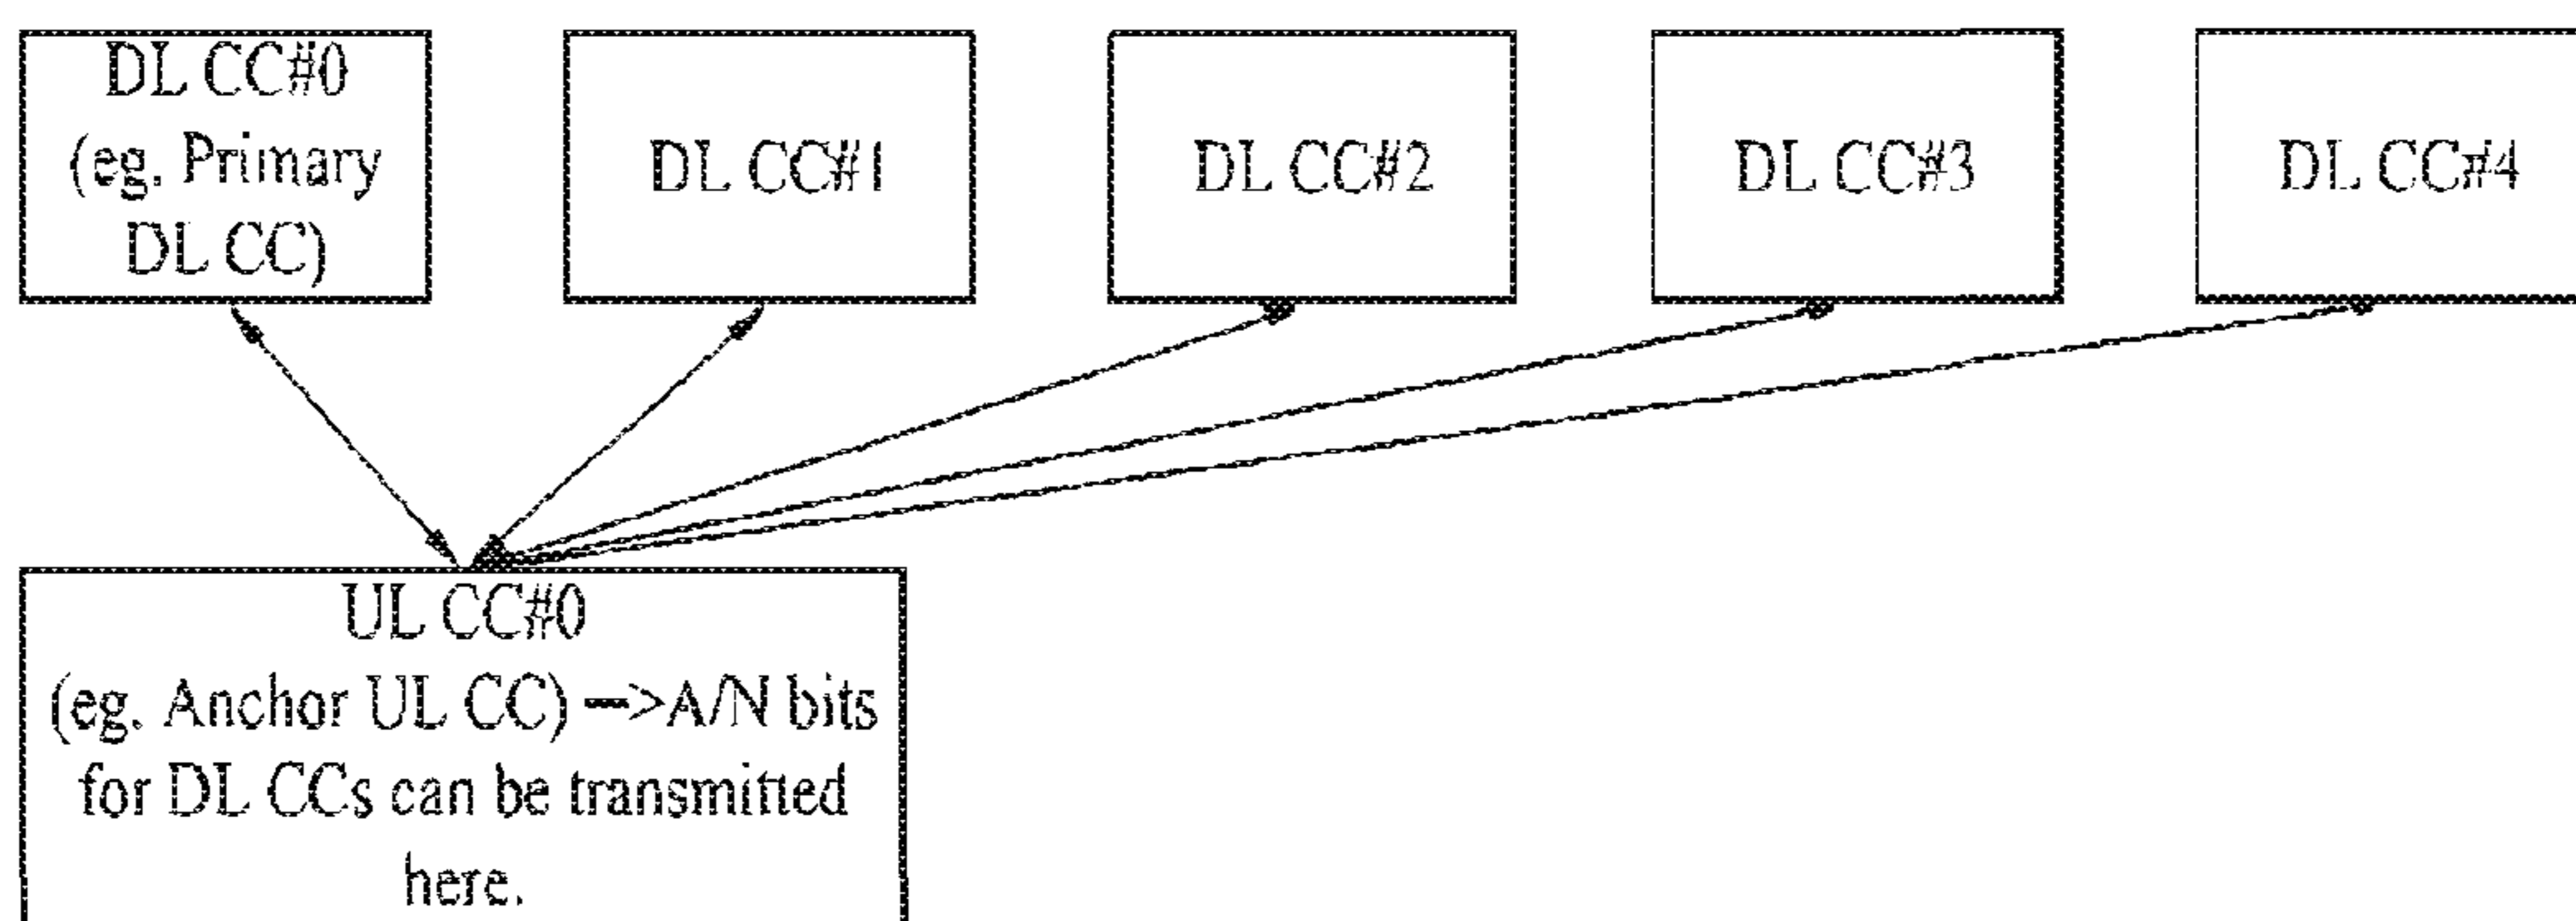 DL CC#0
(eg. Primary
DL CC)
DL CC#1
DL CC#2
DL CC#3
DL CC#4
UL CC#0
(eg. Anchor UL CC) -->A/N bits
for DL CCs can be transmitted
here.